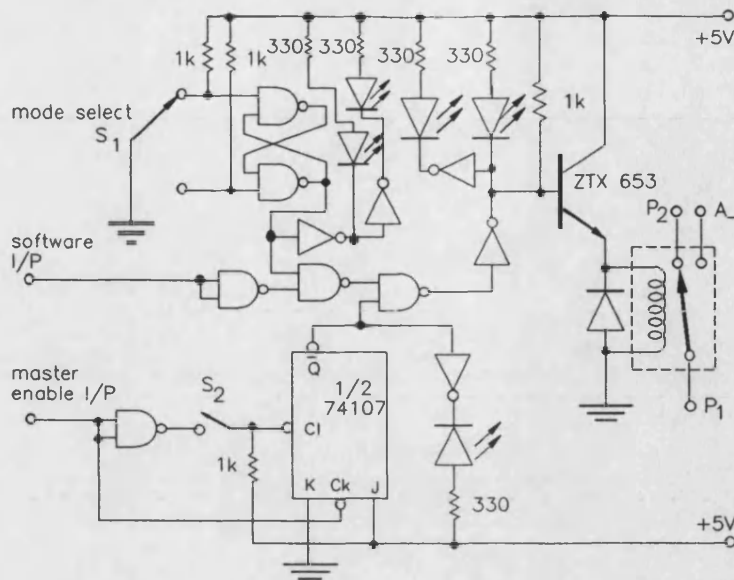 +5V
1k
1k
330
330
330
330
1k
mode select
S1
ZTX 653
P2
A
software
I/P
Q̅
1/2
74107
master
enable I/P
S2
Cl
1k
K
Ck
J
330
P1
+5V